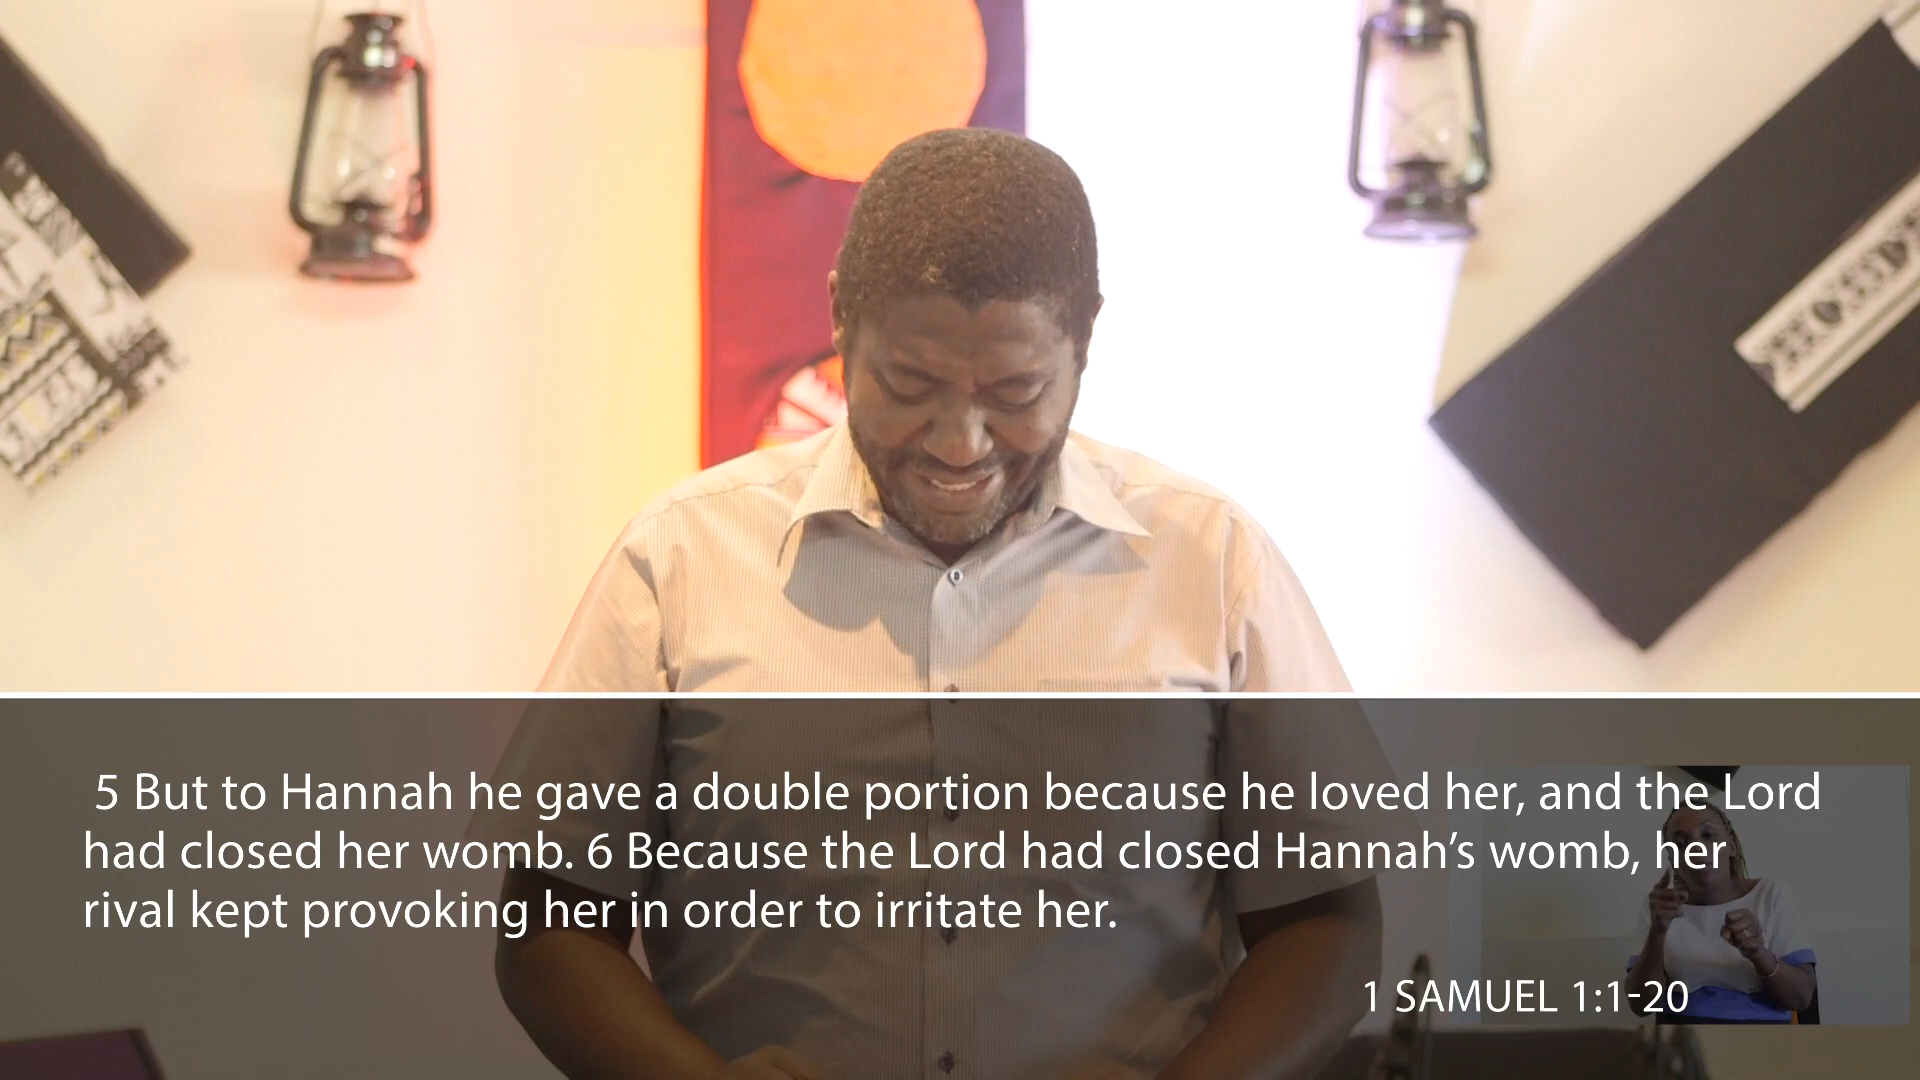 5 But to Hannah he gave a double portion because he loved her, and the Lord
had closed her womb. 6 Because the Lord had closed Hannah’s womb, her
rival kept provoking her in order to irritate her.
1 SAMUEL 1:1-20